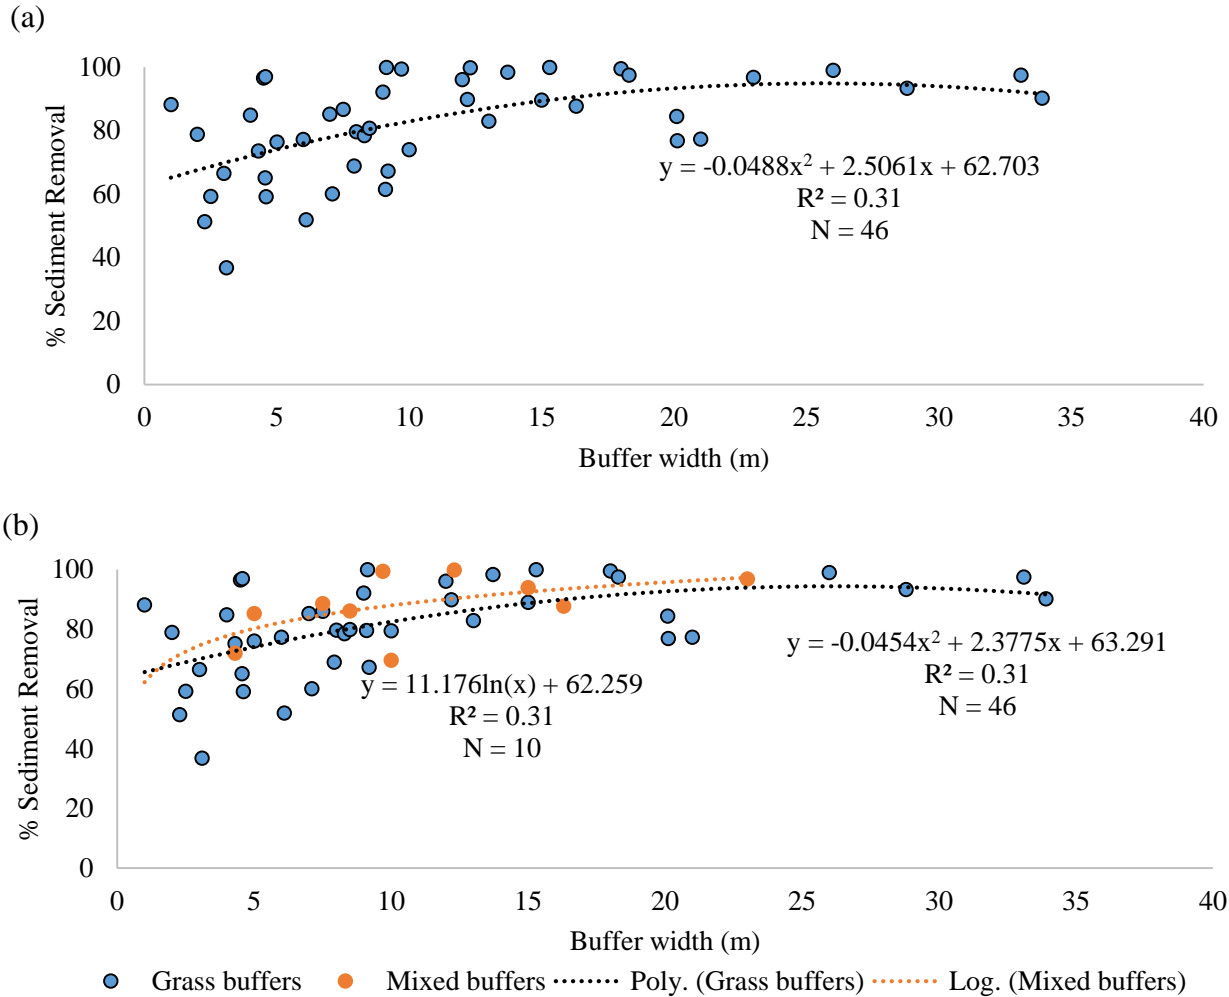 (a)
100
80
60
40
20
0
% Sediment Removal
y = -0.0488x² + 2.5061x + 62.703
R² = 0.31
N = 46
0 5 10 15 20 25 30 35 40
Buffer width (m)
(b)
100
80
60
40
20
0
% Sediment Removal
y = -0.0454x² + 2.3775x + 63.291
R² = 0.31
N = 46
y = 11.176ln(x) + 62.259
R² = 0.31
N = 10
0 5 10 15 20 25 30 35 40
Buffer width (m)
Grass buffers Mixed buffers Poly. (Grass buffers) Log. (Mixed buffers)